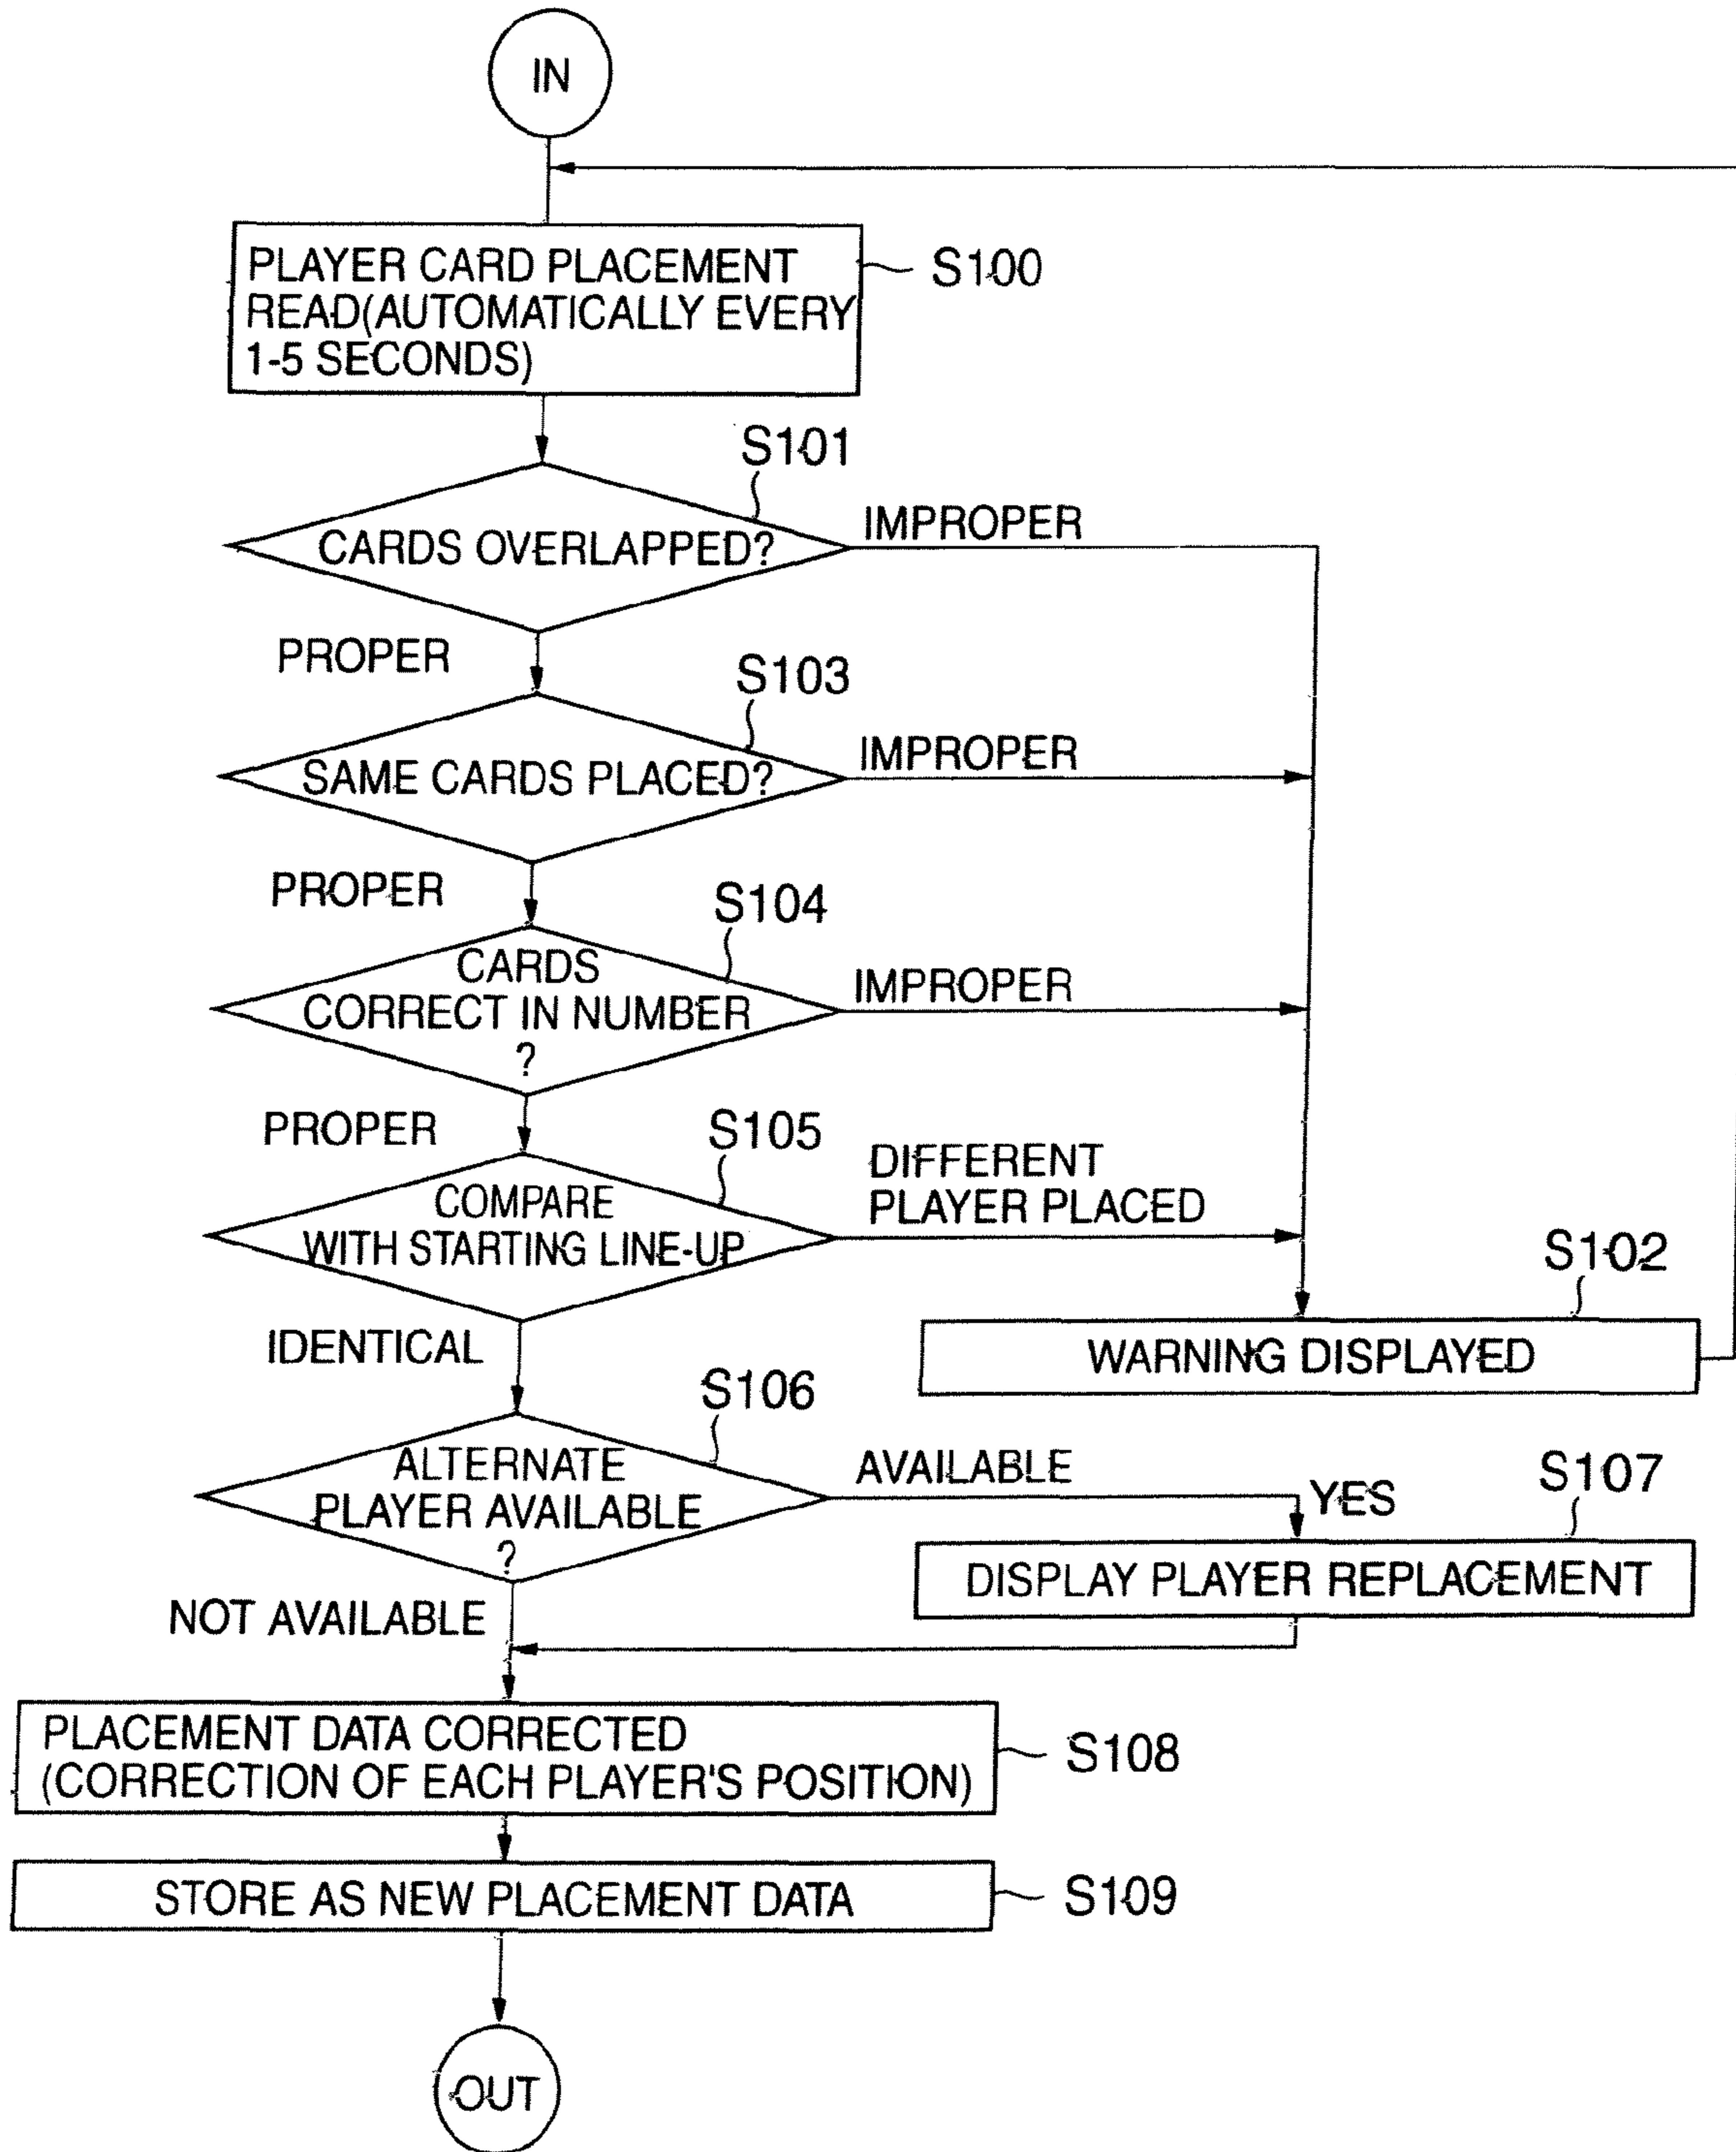 IN
PLAYER CARD PLACEMENT
READ(AUTOMATICALLY EVERY
1-5 SECONDS)
S100
S101
CARDS OVERLAPPED?
IMPROPER
PROPER
S103
SAME CARDS PLACED?
IMPROPER
PROPER
S104
CARDS
CORRECT IN NUMBER
?
IMPROPER
PROPER
S105
COMPARE
WITH STARTING LINE-UP
DIFFERENT
PLAYER PLACED
S102
WARNING DISPLAYED
IDENTICAL
S106
ALTERNATE
PLAYER AVAILABLE
?
AVAILABLE
YES
S107
DISPLAY PLAYER REPLACEMENT
NOT AVAILABLE
PLACEMENT DATA CORRECTED
(CORRECTION OF EACH PLAYER'S POSITION)
S108
STORE AS NEW PLACEMENT DATA
S109
OUT